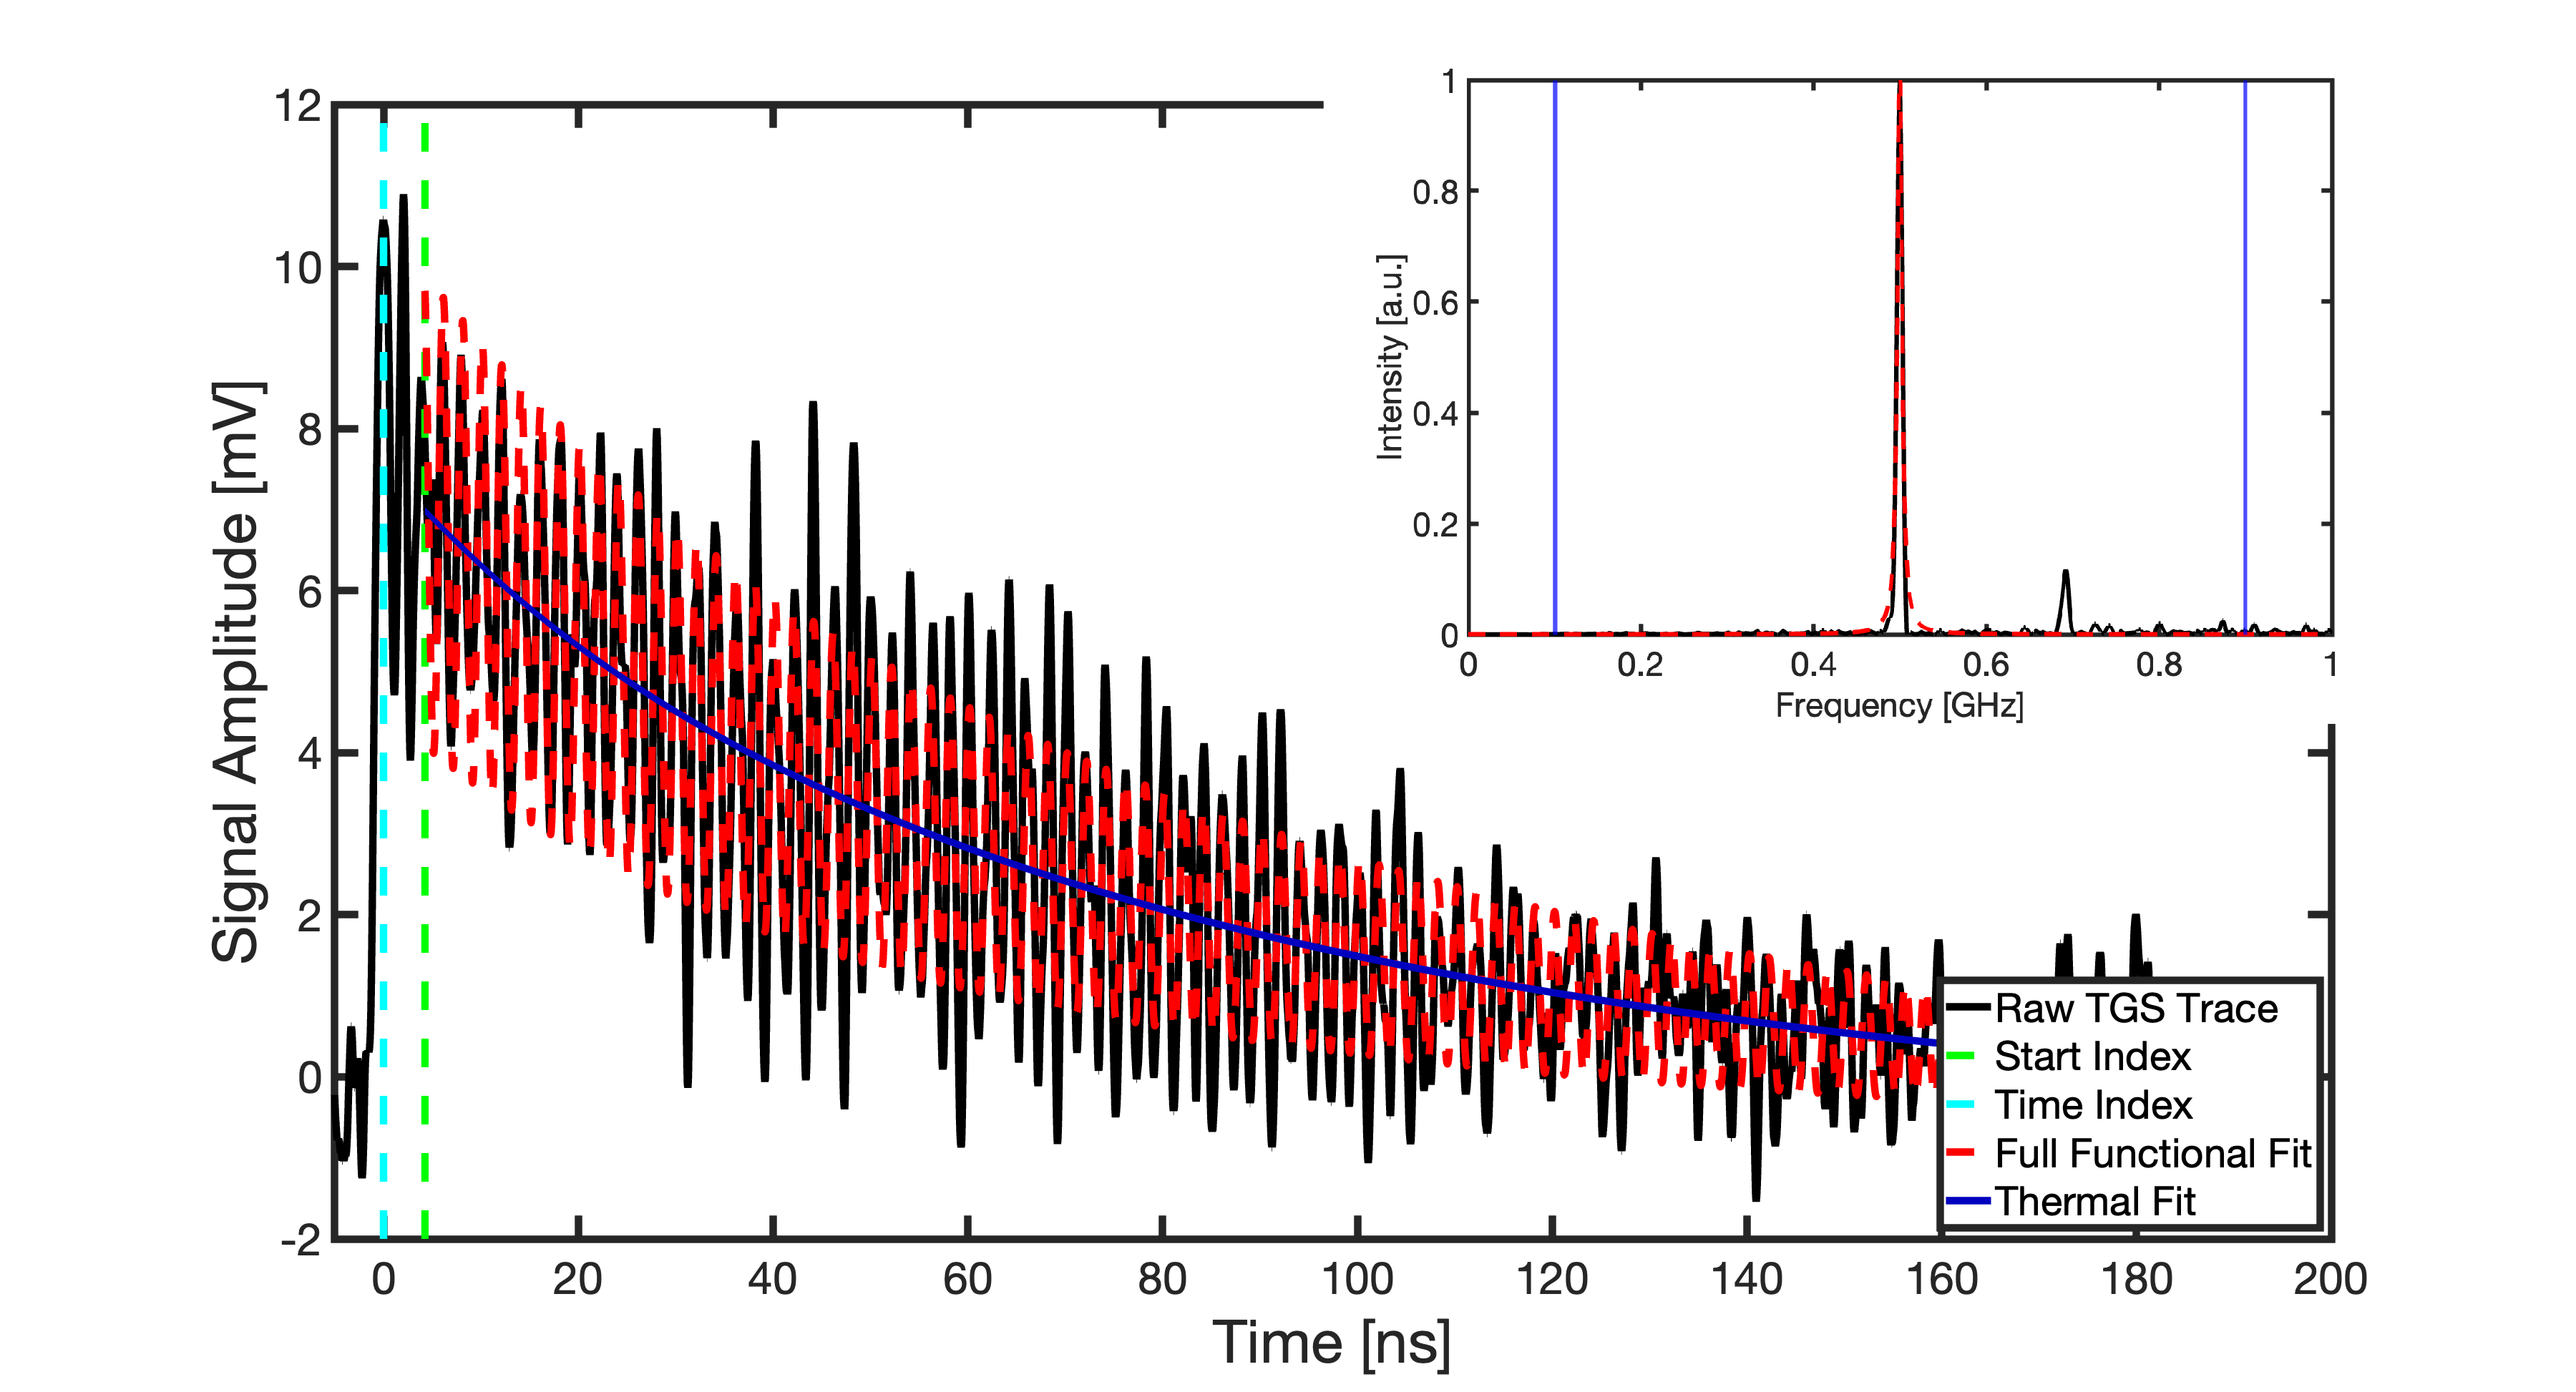 12
10
8
6
4
2
0
-2
Signal Amplitude [mV]
0 20 40 60 80 100 120 140 160 180 200
Time [ns]
1
0.8
0.6
0.4
0.2
0
Intensity [a.u.]
0 0.2 0.4 0.6 0.8 1
Frequency [GHz]
Raw TGS Trace
Start Index
Time Index
Full Functional Fit
Thermal Fit